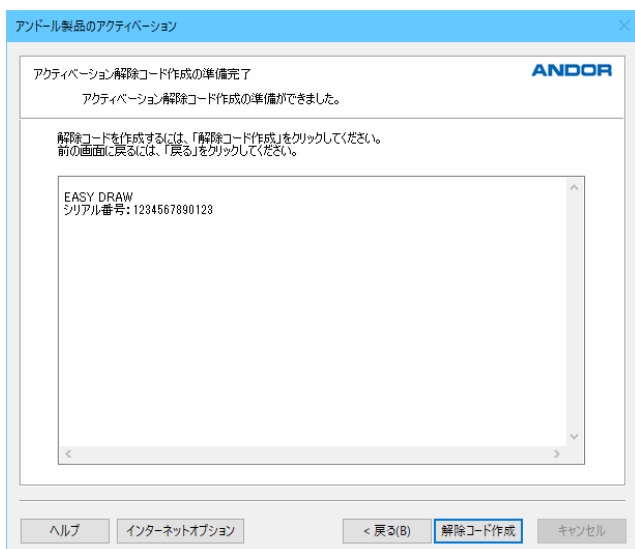 アンドール製品のアクティベーション
アクティベーション解除コード作成の準備完了
ANDOR
アクティベーション解除コード作成の準備ができました。
解除コードを作成するには、「解除コード作成」をクリックしてください。
前の画面に戻るには、「戻る」をクリックしてください。
EASY DRAW
シリアル番号: 1234567890123
ヘルプ
インターネットオプション
< 戻る(B)
解除コード作成
キャンセル